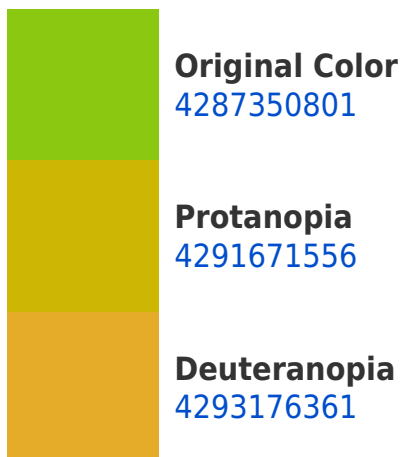 Original Color
4287350801
Protanopia
4291671556
Deuteranopia
4293176361